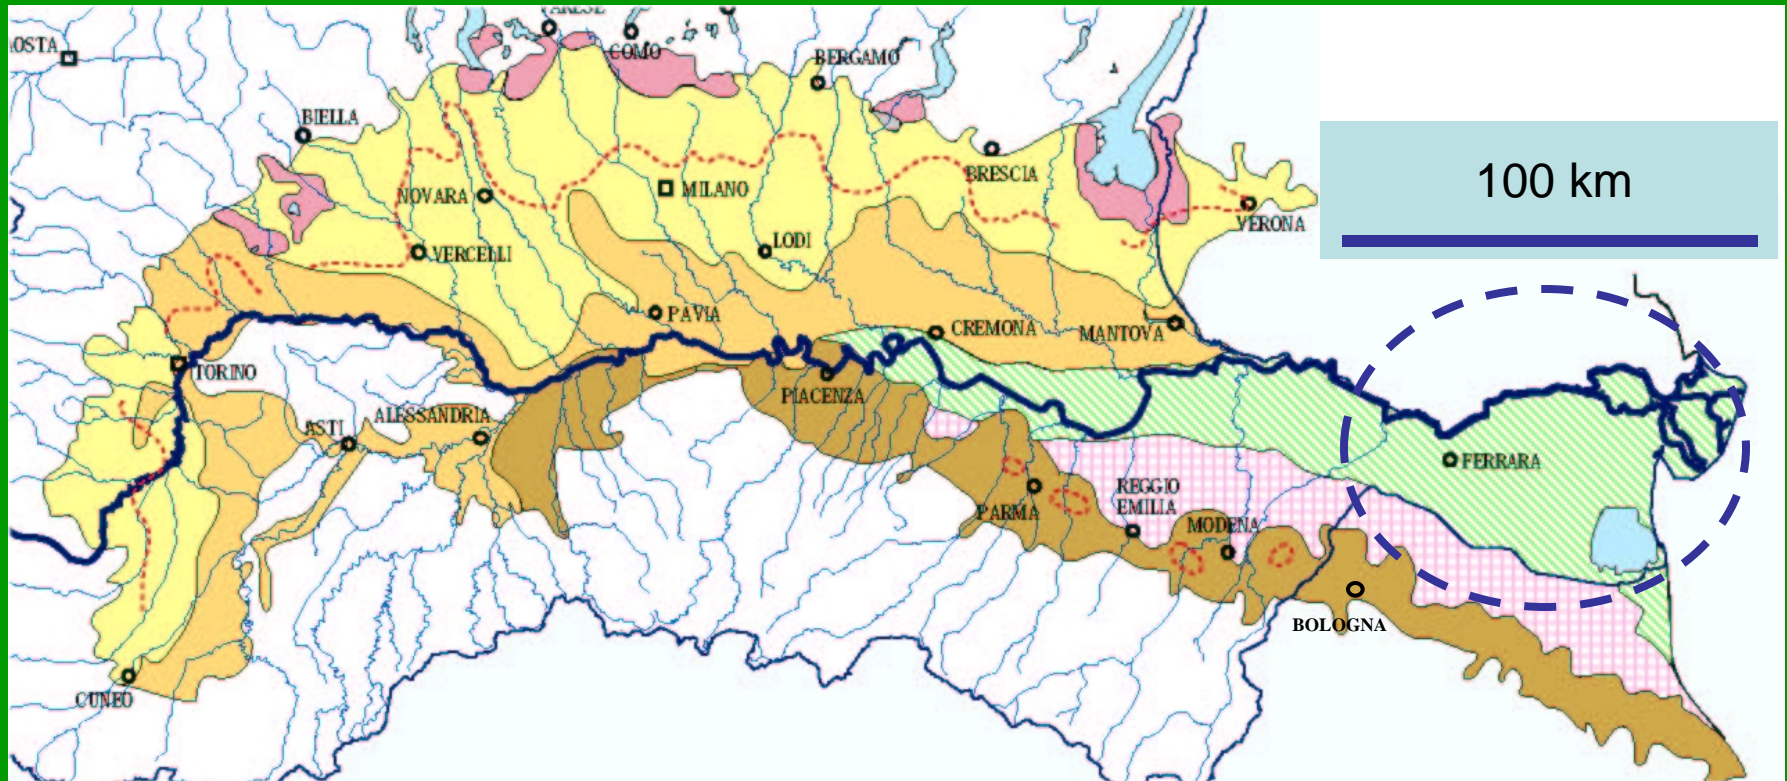 COMO
BERGAMO
BIELLA
BRESCIA
NOVARA
MILANO
VERONA
100 km
VERCELLI
LODI
PAVIA
CREMONA
MANTOVA
TORINO
PIACENZA
ASTI
ALESSANDRIA
FERRARA
PARMA
REGGIO
EMILIA
MODENA
BOLOGNA
CUNEO